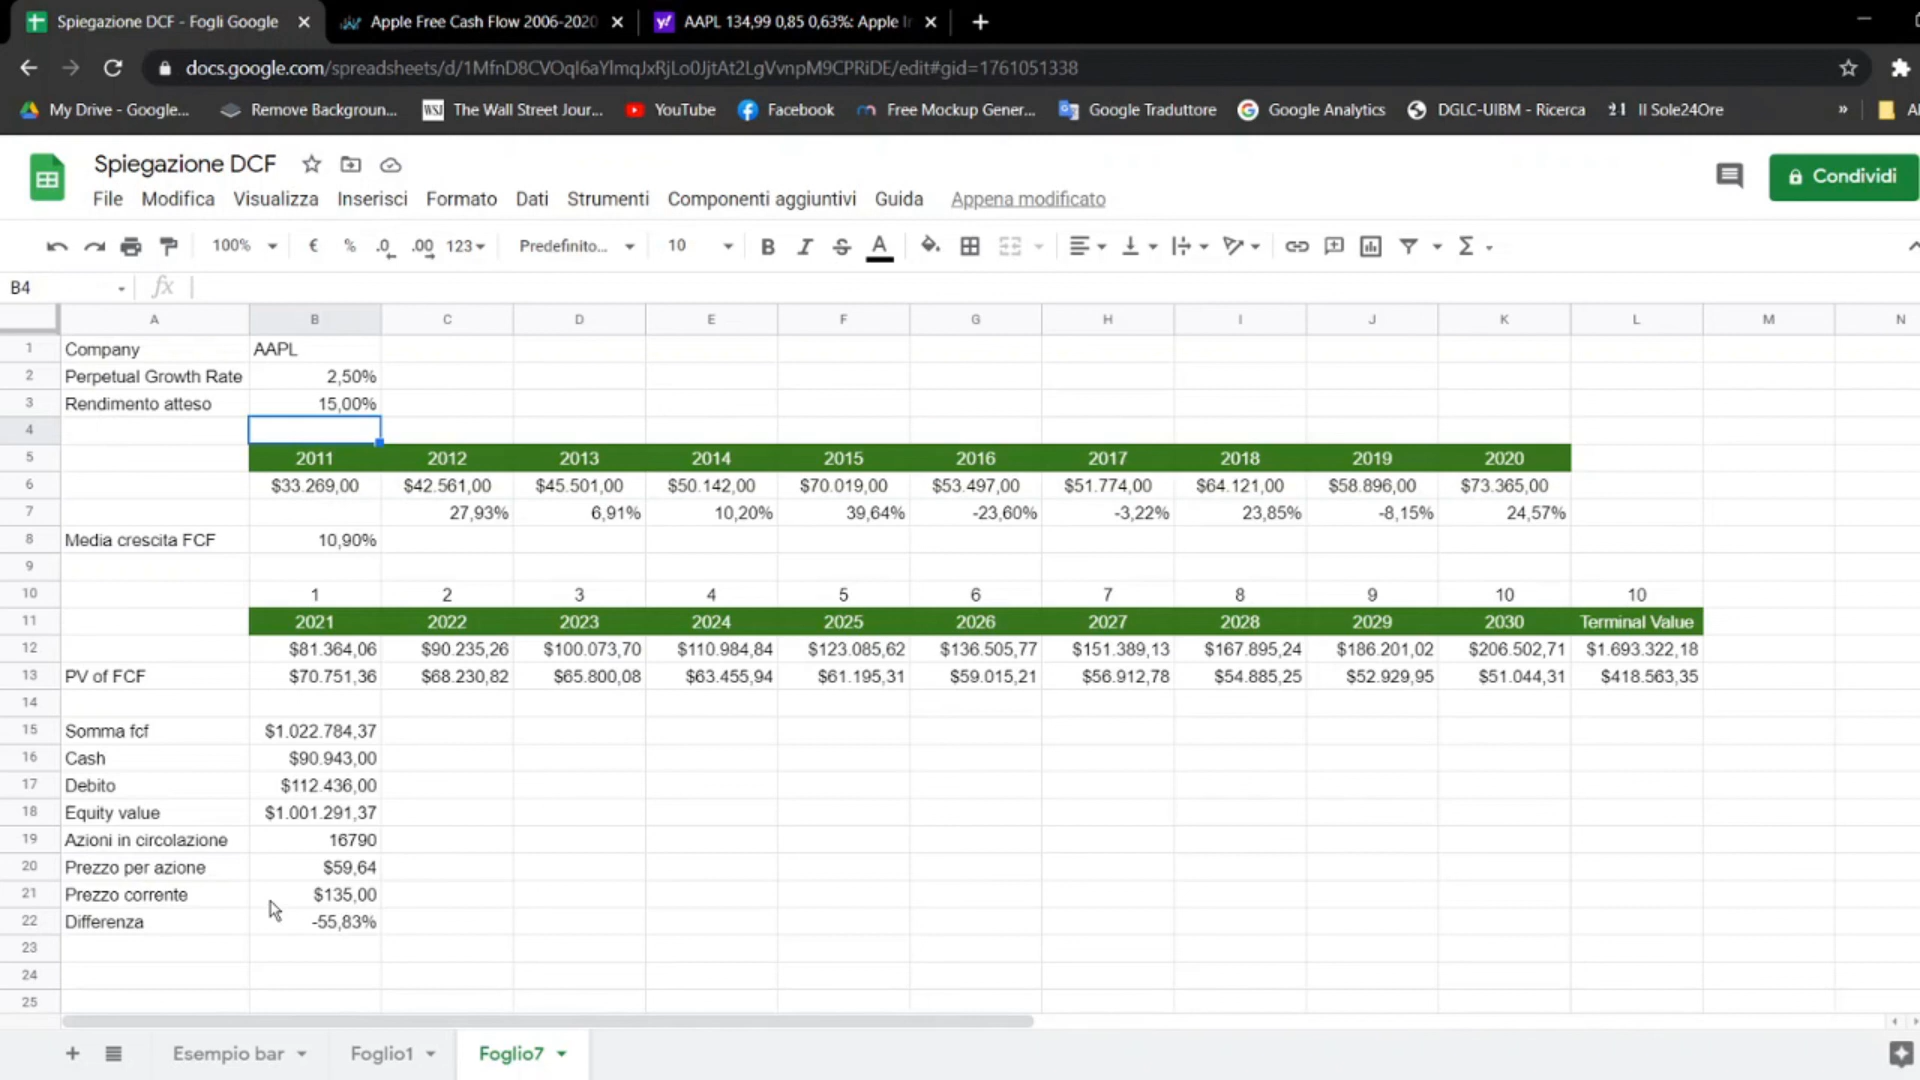 Spiegazione DCF - Fogli Google
Apple Free Cash Flow 2006-2020
AAPL 134,99 0,85 0,63%: Apple In
docs.google.com/spreadsheets/d/1MfnD8CVOqI6aYlmqJxRjLo0JjtAt2LgVvnpM9CPRiDE/edit#gid=1761051338
My Drive - Google... Remove Backgroun... WSJ The Wall Street Jour... YouTube Facebook Free Mockup Gener... Google Traduttore Google Analytics DGLC-UIBM - Ricerca 24 Il Sole24Ore »
Spiegazione DCF
Condividi
File Modifica Visualizza Inserisci Formato Dati Strumenti Componenti aggiuntivi Guida Appena modificato
100% € % .0 .00 123 Predefinito... 10 B I S A Σ
B4 fx
A B C D E F G H I J K L M N
1 Company AAPL
2 Perpetual Growth Rate 2,50%
3 Rendimento atteso 15,00%
4
5 2011 2012 2013 2014 2015 2016 2017 2018 2019 2020
6 $33.269,00 $42.561,00 $45.501,00 $50.142,00 $70.019,00 $53.497,00 $51.774,00 $64.121,00 $58.896,00 $73.365,00
7 27,93% 6,91% 10,20% 39,64% -23,60% -3,22% 23,85% -8,15% 24,57%
8 Media crescita FCF 10,90%
9
10 1 2 3 4 5 6 7 8 9 10 10
11 2021 2022 2023 2024 2025 2026 2027 2028 2029 2030 Terminal Value
12 $81.364,06 $90.235,26 $100.073,70 $110.984,84 $123.085,62 $136.505,77 $151.389,13 $167.895,24 $186.201,02 $206.502,71 $1.693.322,18
13 PV of FCF $70.751,36 $68.230,82 $65.800,08 $63.455,94 $61.195,31 $59.015,21 $56.912,78 $54.885,25 $52.929,95 $51.044,31 $418.563,35
14
15 Somma fcf $1.022.784,37
16 Cash $90.943,00
17 Debito $112.436,00
18 Equity value $1.001.291,37
19 Azioni in circolazione 16790
20 Prezzo per azione $59,64
21 Prezzo corrente $135,00
22 Differenza -55,83%
23
24
25
Esempio bar Foglio1 Foglio7